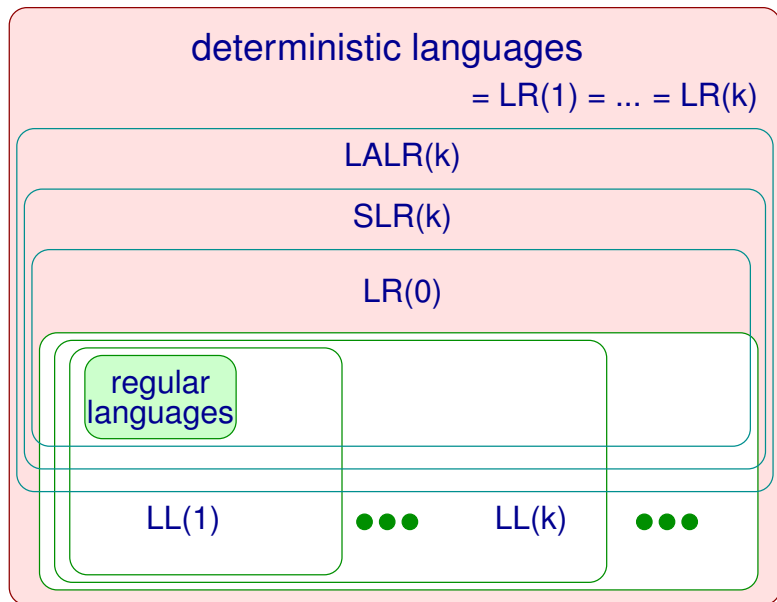 deterministic languages
= LR(1) = ... = LR(k)
LALR(k)
SLR(k)
LR(0)
regular
languages
LL(1)
LL(k)